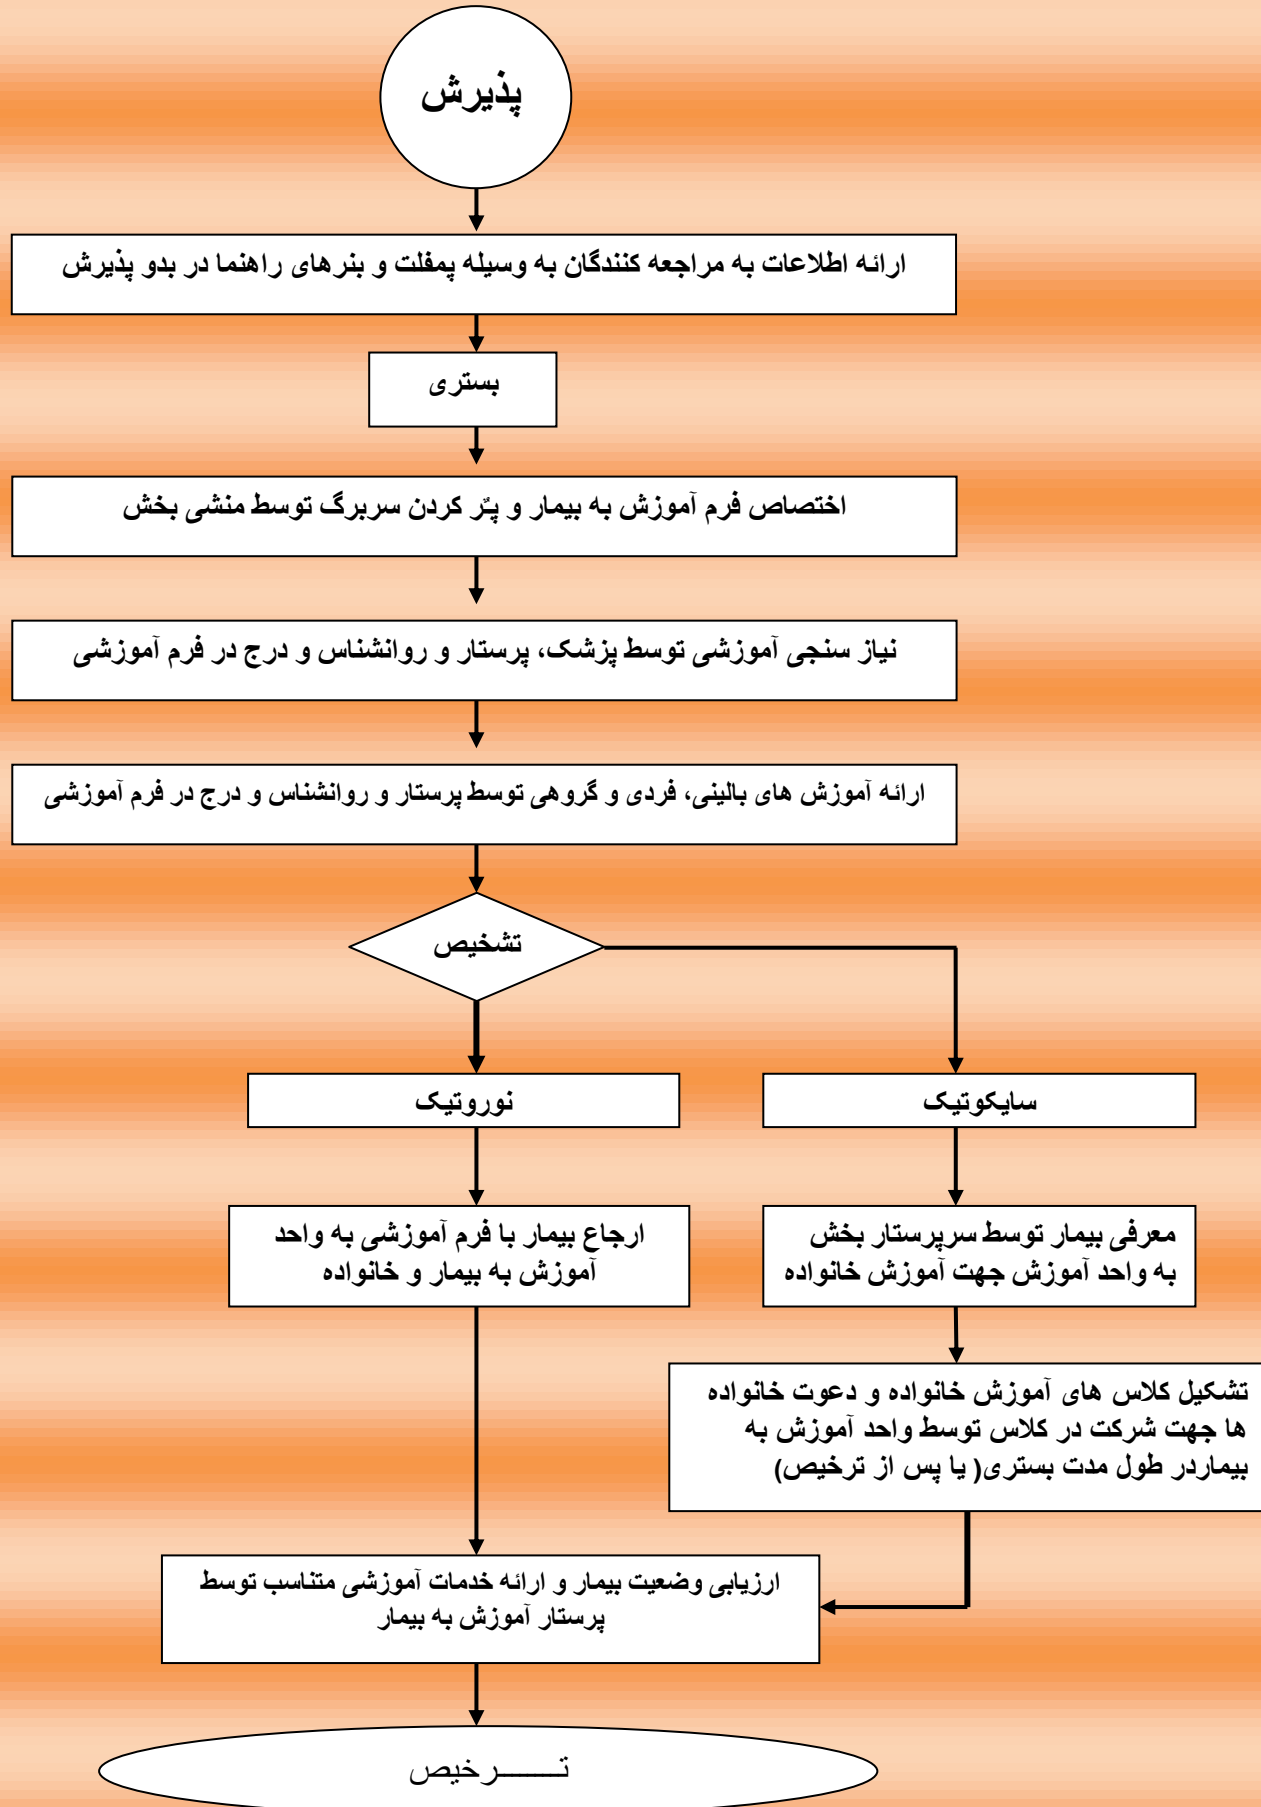 پذیرش
ارائه اطلاعات به مراجعه کنندگان به وسیله پمفلت و بنرهای راهنما در بدو پذیرش
بستری
اختصاص فرم آموزش به بیمار و پٌر کردن سربرگ توسط منشی بخش
نیاز سنجی آموزشی توسط پزشک، پرستار و روانشناس و درج در فرم آموزشی
ارائه آموزش های بالینی، فردی و گروهی توسط پرستار و روانشناس و درج در فرم آموزشی
تشخیص
سایکوتیک
نوروتیک
معرفی بیمار توسط سرپرستار بخش
به واحد آموزش جهت آموزش خانواده
ارجاع بیمار با فرم آموزشی به واحد
آموزش به بیمار و خانواده
تشکیل کلاس های آموزش خانواده و دعوت خانواده
ها جهت شرکت در کلاس توسط واحد آموزش به
بیماردر طول مدت بستری( یا پس از ترخیص)
ارزیابی وضعیت بیمار و ارائه خدمات آموزشی متناسب توسط
پرستار آموزش به بیمار
تـــــــرخیص